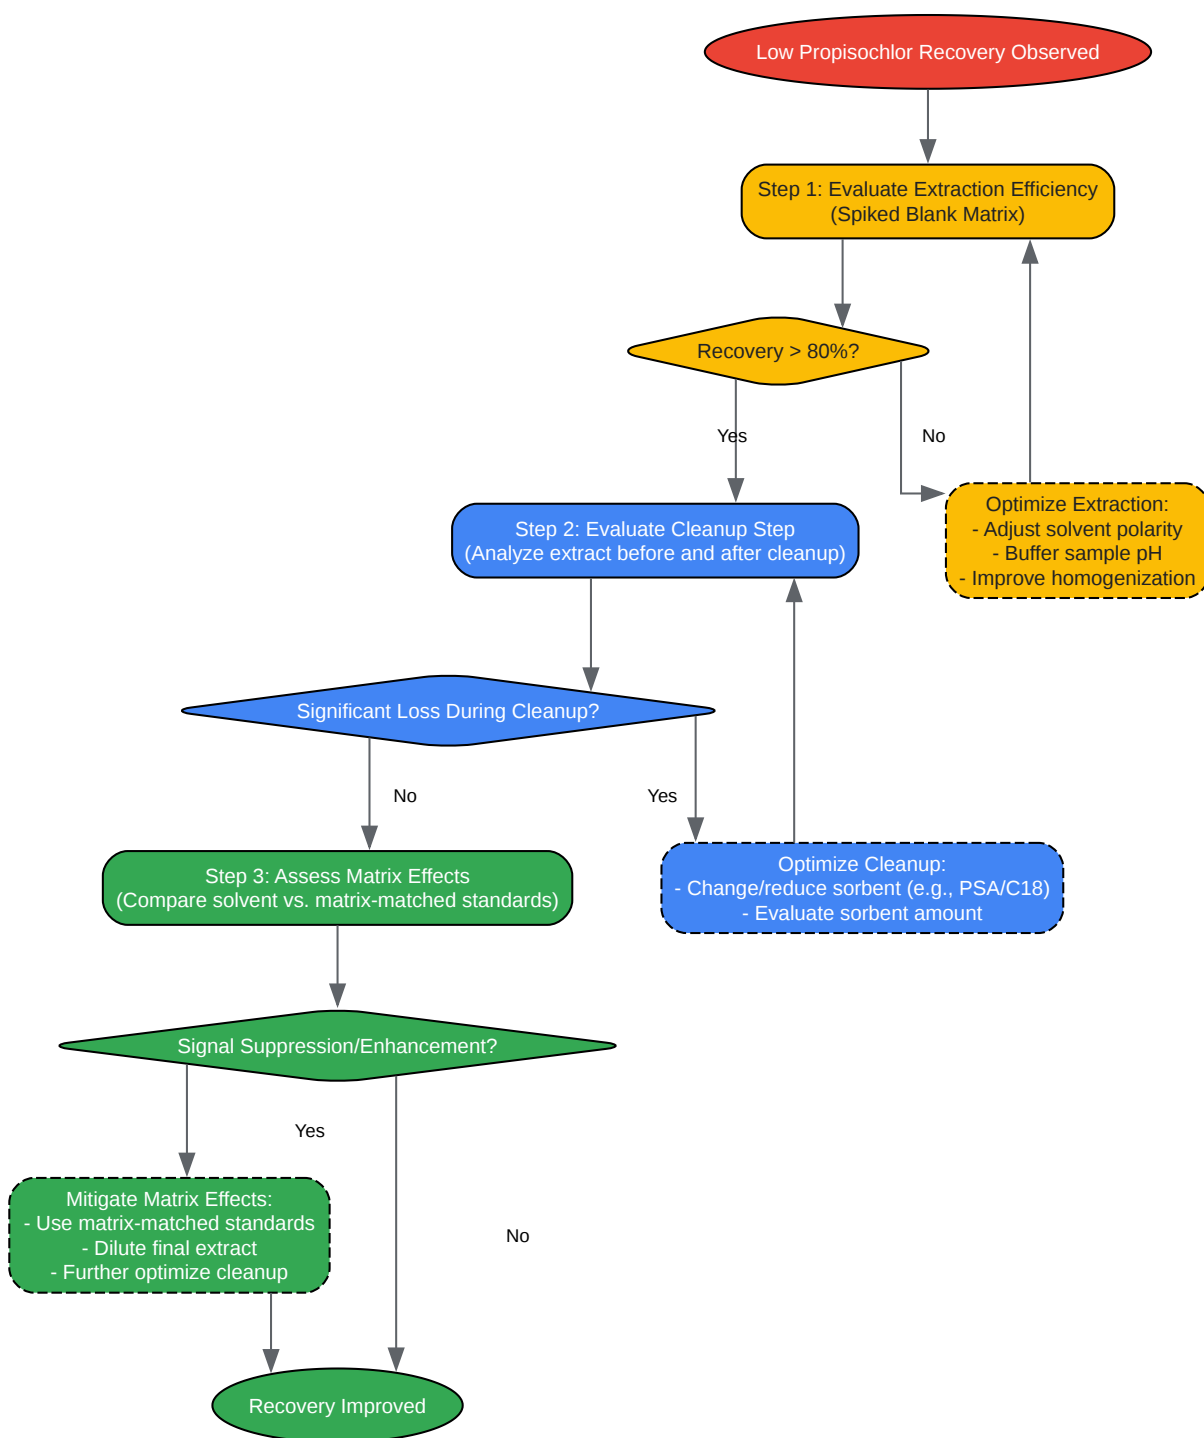 Low Propisochlor Recovery Observed
Step 1: Evaluate Extraction Efficiency
(Spiked Blank Matrix)
Recovery > 80%?
Yes
No
Optimize Extraction:
- Adjust solvent polarity
- Buffer sample pH
- Improve homogenization
Step 2: Evaluate Cleanup Step
(Analyze extract before and after cleanup)
Significant Loss During Cleanup?
No
Yes
Optimize Cleanup:
- Change/reduce sorbent (e.g., PSA/C18)
- Evaluate sorbent amount
Step 3: Assess Matrix Effects
(Compare solvent vs. matrix-matched standards)
Signal Suppression/Enhancement?
Yes
No
Mitigate Matrix Effects:
- Use matrix-matched standards
- Dilute final extract
- Further optimize cleanup
Recovery Improved